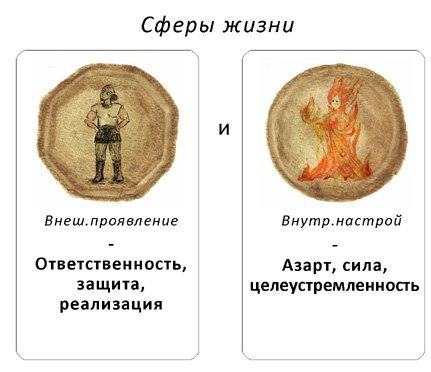 Сферы жизни
и
Внеш.проявление
-
Ответственность,
защита,
реализация
Внутр.настрой
-
Азарт, сила,
целеустремленность